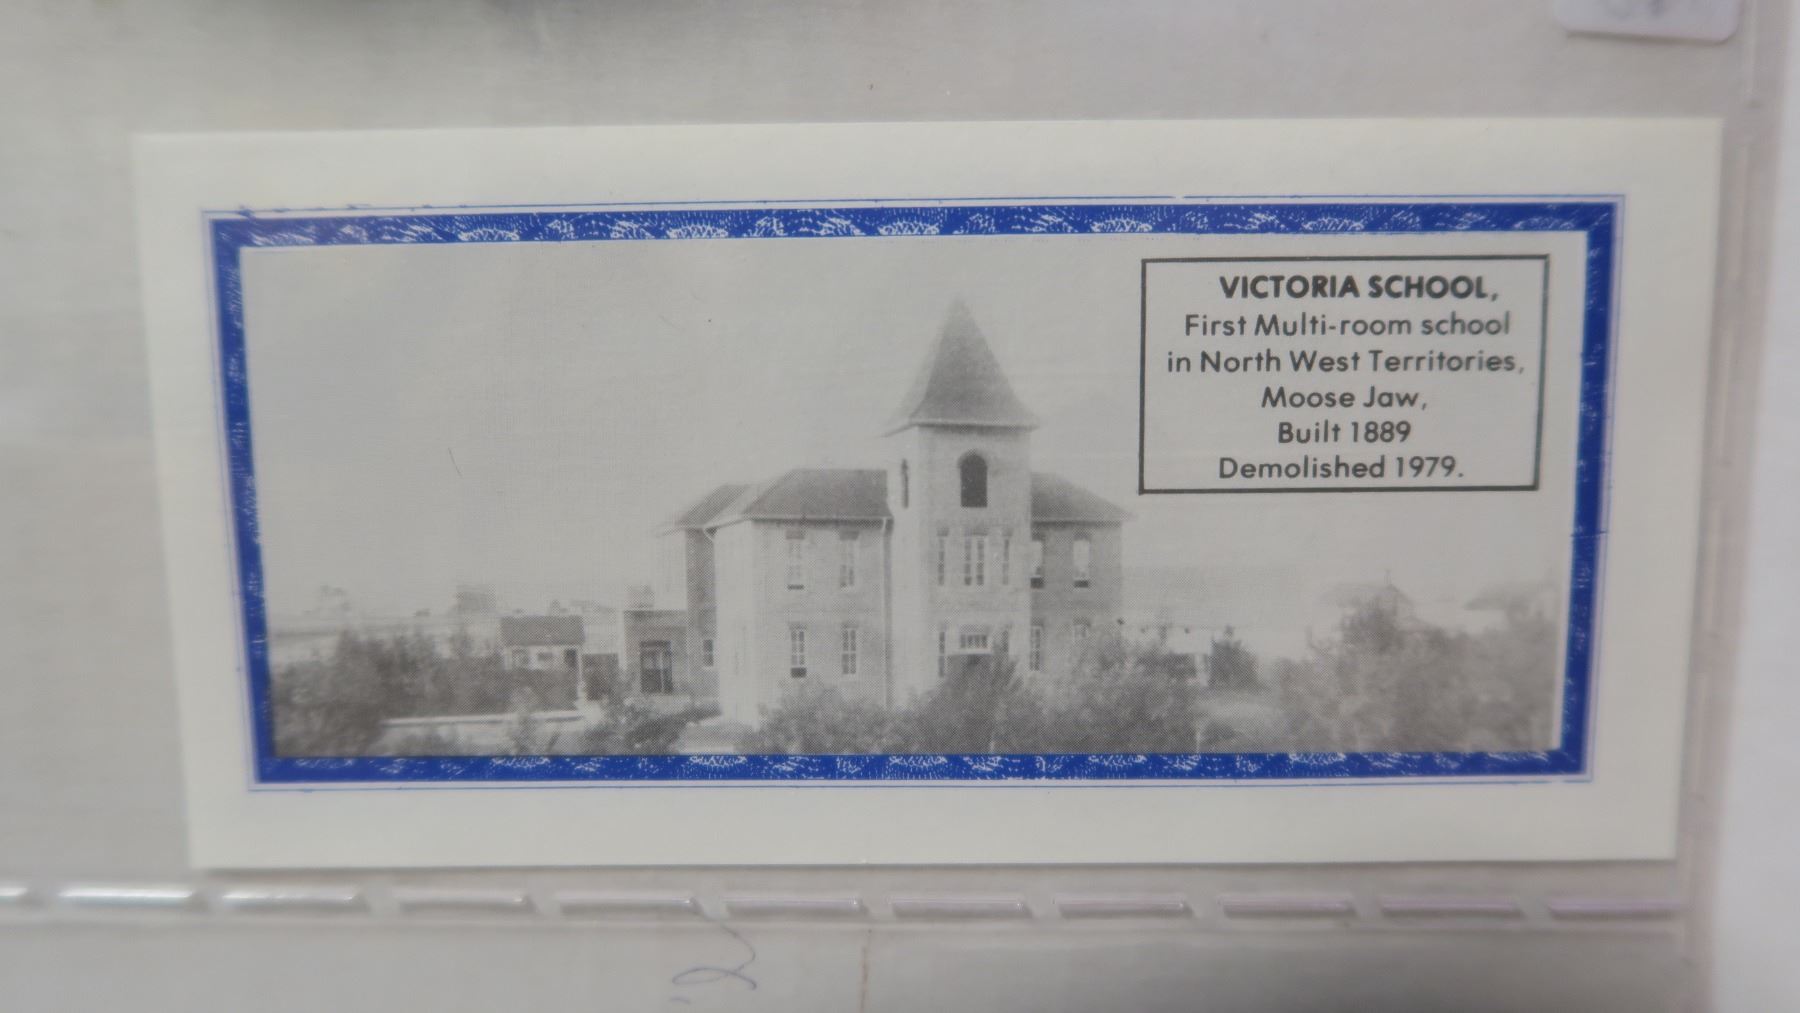 VICTORIA SCHOOL,
First Multi-room school
in North West Territories,
Moose Jaw,
Built 1889
Demolished 1979.